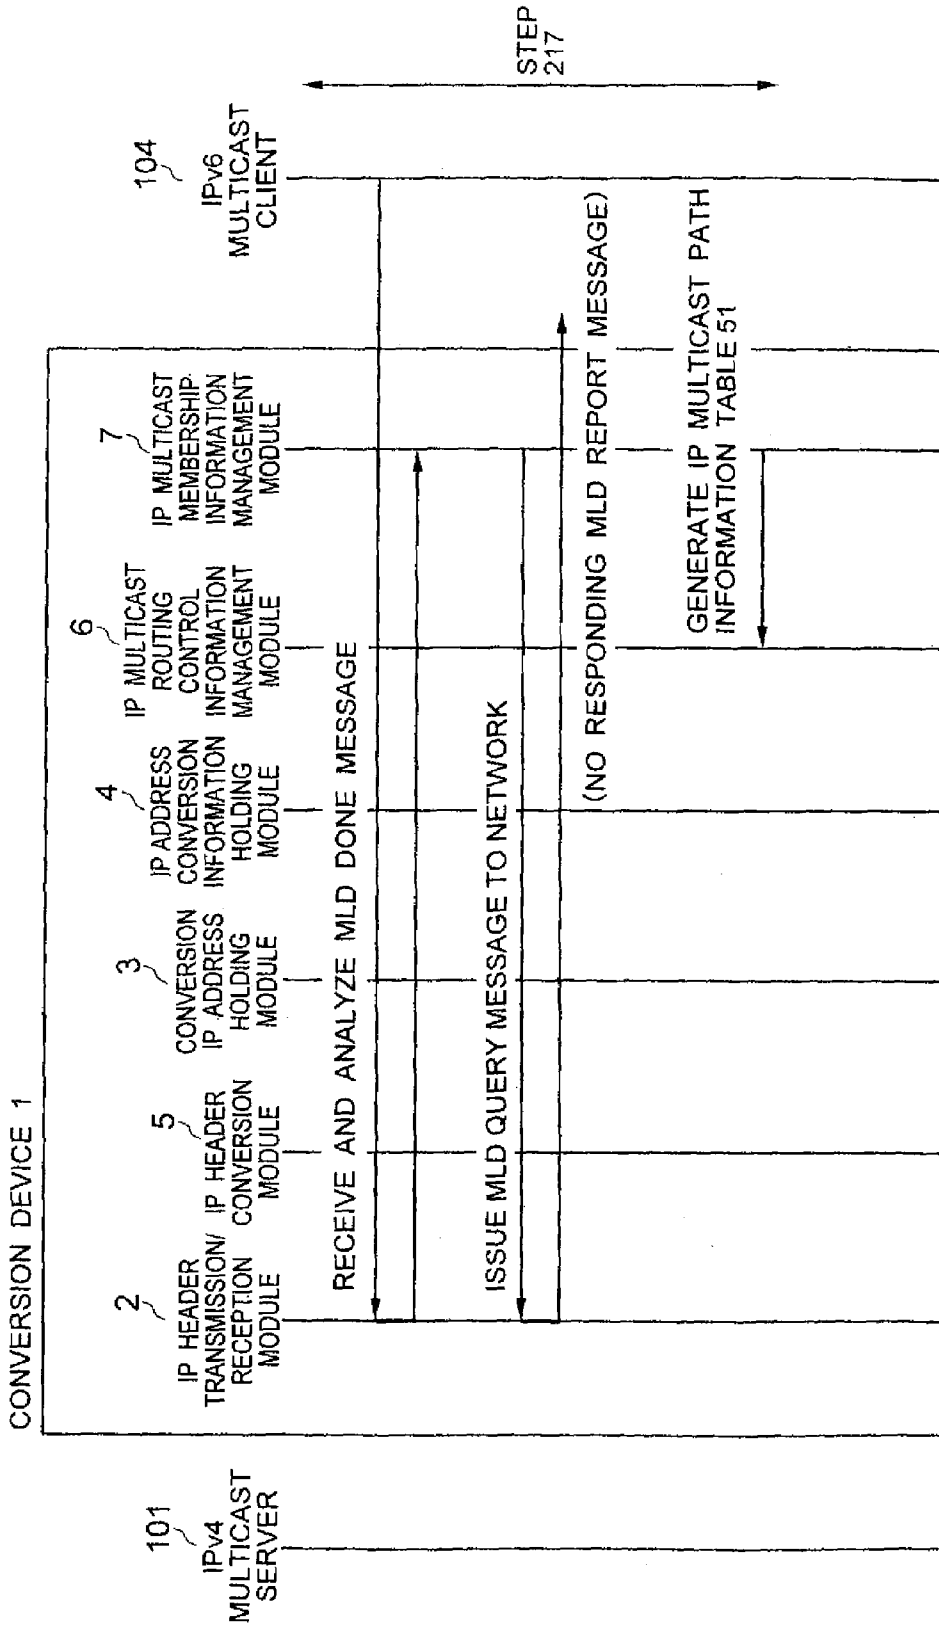 CONVERSION DEVICE 1
101
IPv4
MULTICAST
SERVER
2
IP HEADER
TRANSMISSION/
RECEPTION
MODULE
5
IP HEADER
CONVERSION
MODULE
3
CONVERSION
IP ADDRESS
HOLDING
MODULE
4
IP ADDRESS
CONVERSION
INFORMATION
HOLDING
MODULE
6
IP MULTICAST
ROUTING
CONTROL
INFORMATION
MANAGEMENT
MODULE
7
IP MULTICAST
MEMBERSHIP
INFORMATION
MANAGEMENT
MODULE
104
IPv6
MULTICAST
CLIENT
RECEIVE AND ANALYZE MLD DONE MESSAGE
ISSUE MLD QUERY MESSAGE TO NETWORK
(NO RESPONDING MLD REPORT MESSAGE)
GENERATE IP MULTICAST PATH
INFORMATION TABLE 51
STEP
217